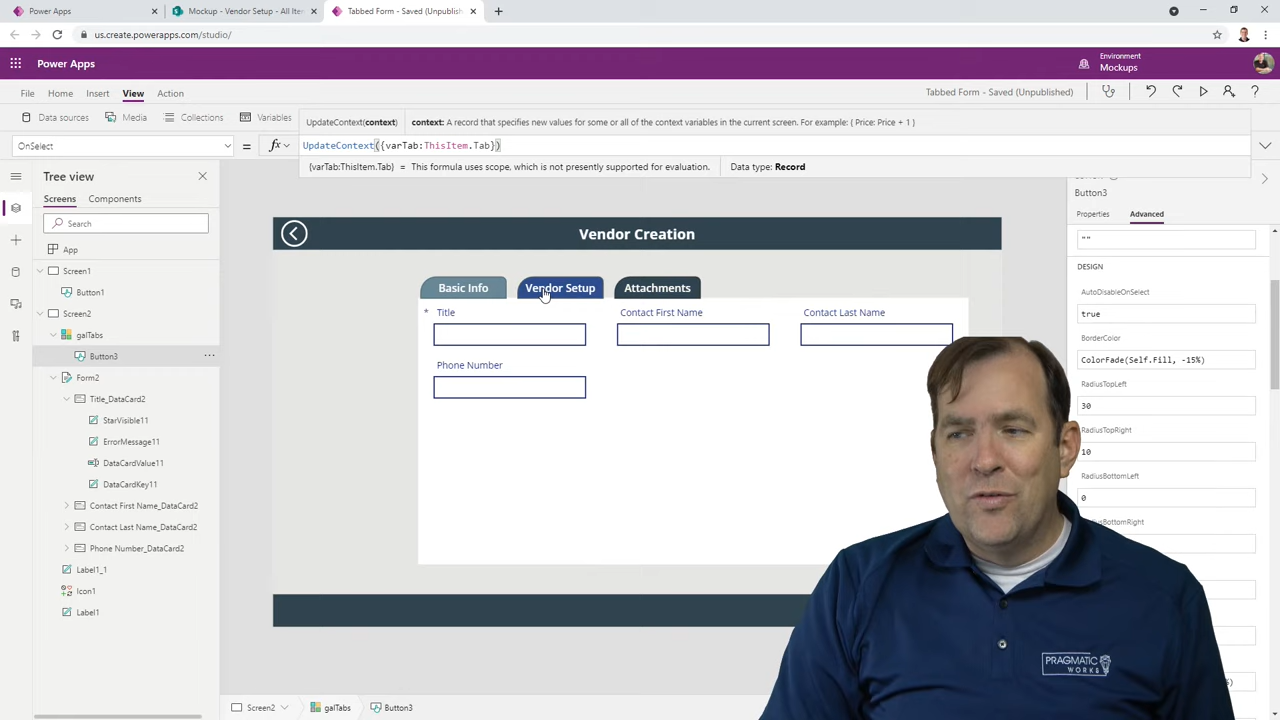 Power Apps
Mockup - Vendor Setup - All Ite
Tabbed Form - Saved (Unpublish
us.create.powerapps.com/studio/
Power Apps
Environment
Mockups
File
Home
Insert
View
Action
Tabbed Form - Saved (Unpublished)
Data sources
Media
Collections
Variables
UpdateContext(context)
context: A record that specifies new values for some or all of the context variables in the current screen. For example: { Price: Price + 1 }
OnSelect
= fx
UpdateContext({varTab:ThisItem.Tab})
{varTab:ThisItem.Tab} = This formula uses scope, which is not presently supported for evaluation.
Data type: Record
Tree view
Screens
Components
Search
App
Screen1
Button1
Screen2
galTabs
Button3
Form2
Title_DataCard2
StarVisible11
ErrorMessage11
DataCardValue11
DataCardKey11
Contact First Name_DataCard2
Contact Last Name_DataCard2
Phone Number_DataCard2
Label1_1
Icon1
Label1
Vendor Creation
Basic Info
Vendor Setup
Attachments
* Title
Contact First Name
Contact Last Name
Phone Number
Button3
Properties
Advanced
""
DESIGN
AutoDisableOnSelect
true
BorderColor
ColorFade(Self.Fill, -15%)
RadiusTopLeft
30
RadiusTopRight
10
RadiusBottomLeft
0
PRAGMATIC
WORKS
Screen2
galTabs
Button3